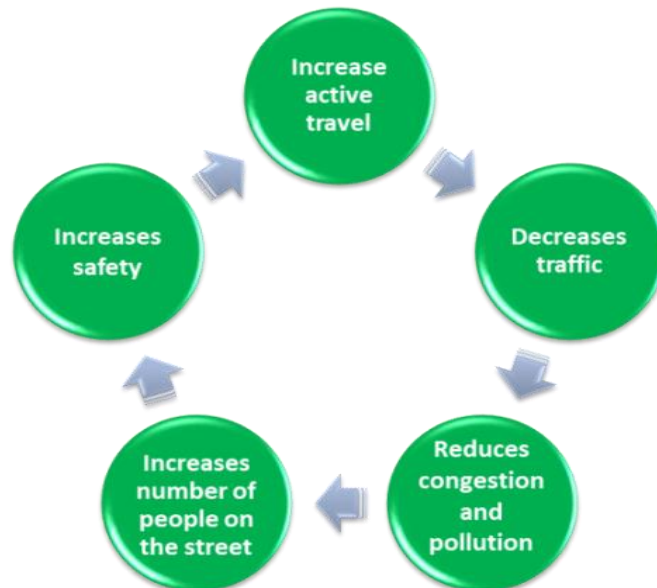 Increase
active
travel
Decreases
traffic
Reduces
congestion
and
pollution
Increases
number of
people on
the street
Increases
safety